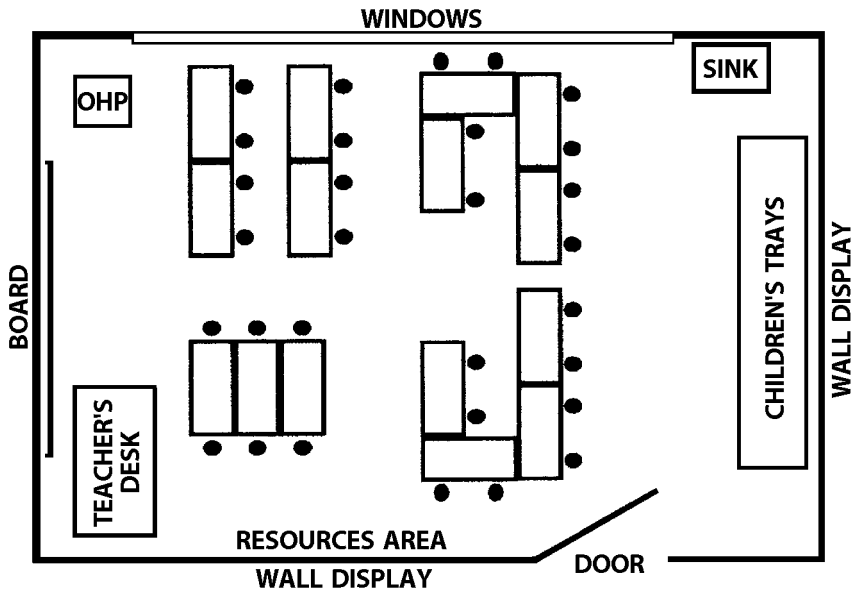 WINDOWS
SINK
OHP
BOARD
CHILDREN'S TRAYS
WALL DISPLAY
TEACHER'S
DESK
RESOURCES AREA
DOOR
WALL DISPLAY